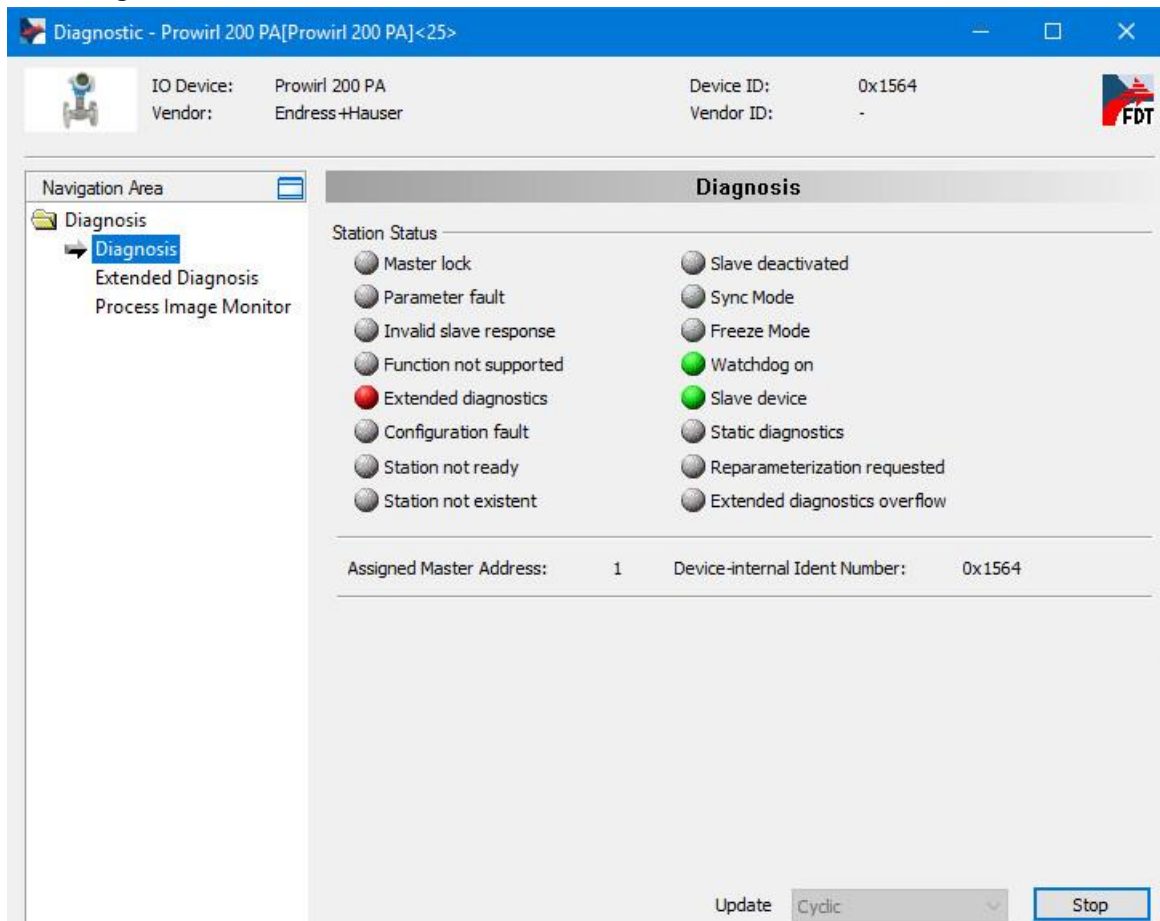 Diagnostic - Prowirl 200 PA[Prowirl 200 PA]<25>
IO Device: Prowirl 200 PA Device ID: 0x1564
Vendor: Endress+Hauser Vendor ID: -
FDT
Navigation Area
Diagnosis
Diagnosis
Extended Diagnosis
Process Image Monitor
Diagnosis
Station Status
Master lock Slave deactivated
Parameter fault Sync Mode
Invalid slave response Freeze Mode
Function not supported Watchdog on
Extended diagnostics Slave device
Configuration fault Static diagnostics
Station not ready Reparameterization requested
Station not existent Extended diagnostics overflow
Assigned Master Address: 1 Device-internal Ident Number: 0x1564
Update Cyclic Stop